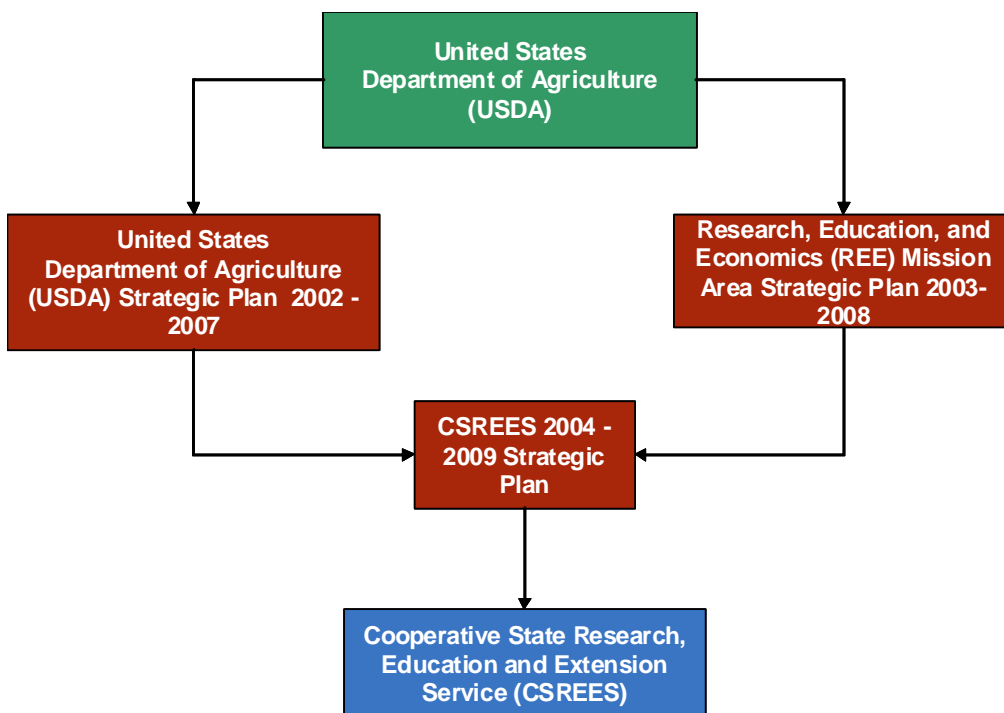 United States
Department of Agriculture
(USDA)
United States
Department of Agriculture
(USDA) Strategic Plan 2002 -
2007
Research, Education, and
Economics (REE) Mission
Area Strategic Plan 2003-
2008
CSREES 2004 -
2009 Strategic
Plan
Cooperative State Research,
Education and Extension
Service (CSREES)